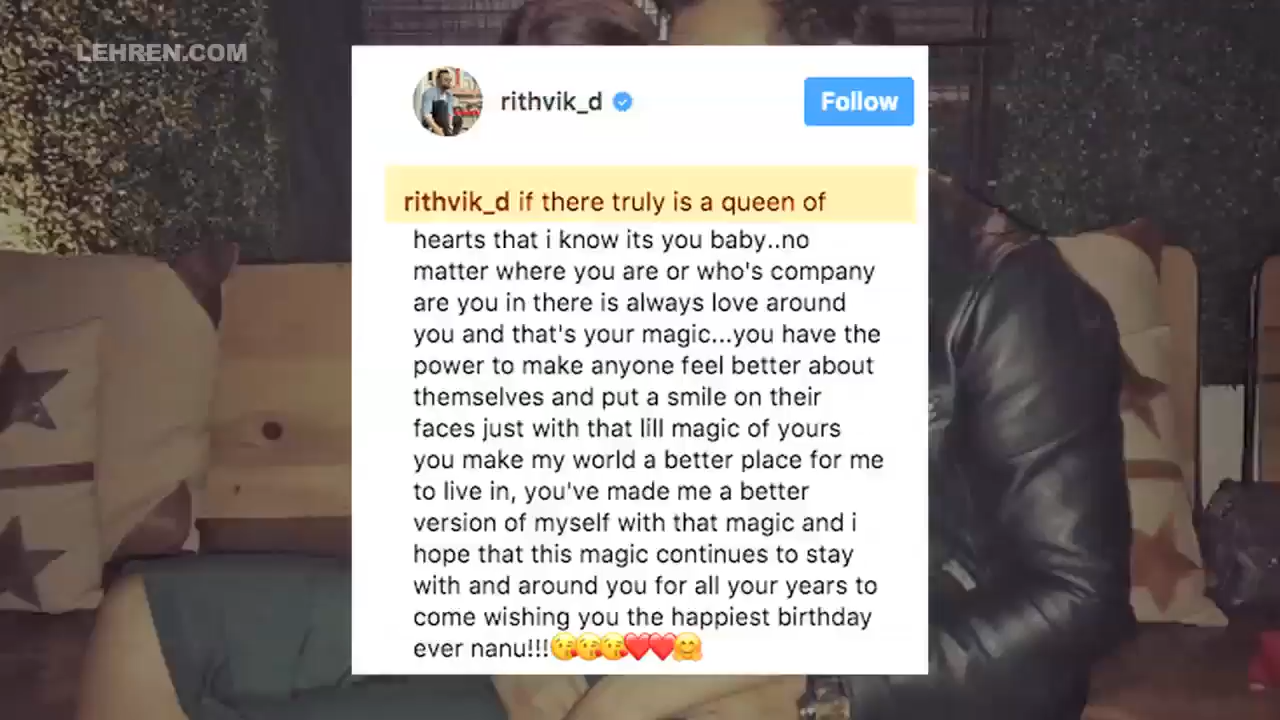 LEHREN.COM
rithvik_d
Follow
rithvik_d if there truly is a queen of
hearts that i know its you baby..no
matter where you are or who's company
are you in there is always love around
you and that's your magic...you have the
power to make anyone feel better about
themselves and put a smile on their
faces just with that lill magic of yours
you make my world a better place for me
to live in, you've made me a better
version of myself with that magic and i
hope that this magic continues to stay
with and around you for all your years to
come wishing you the happiest birthday
ever nanu!!!😘😘😘❤️❤️🤗